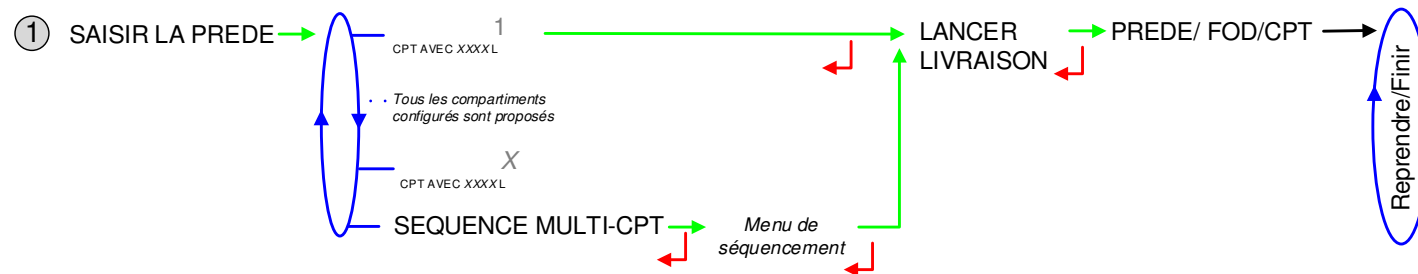 1 SAISIR LA PREDE
1
CPT AVEC XXXX L
Tous les compartiments
configurés sont proposés
X
CPT AVEC XXXX L
SEQUENCE MULTI-CPT
Menu de
séquencement
LANCER
LIVRAISON
PREDE/ FOD/CPT
Reprendre/Finir